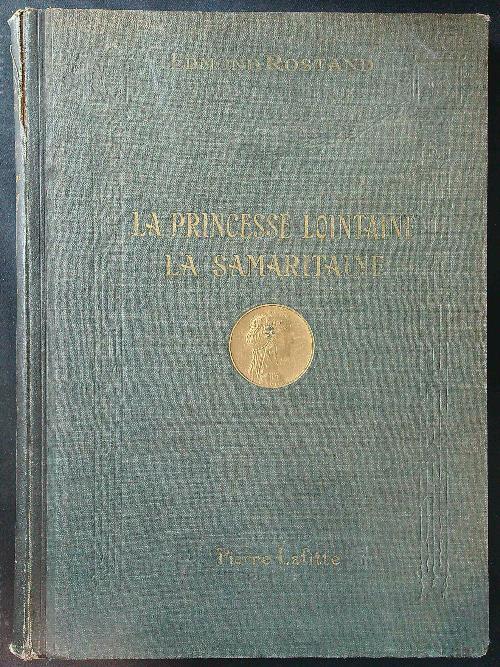 EDMOND ROSTAND
LA PRINCESSE LOINTAINE
LA SAMARITAINE
Pierre Lafitte